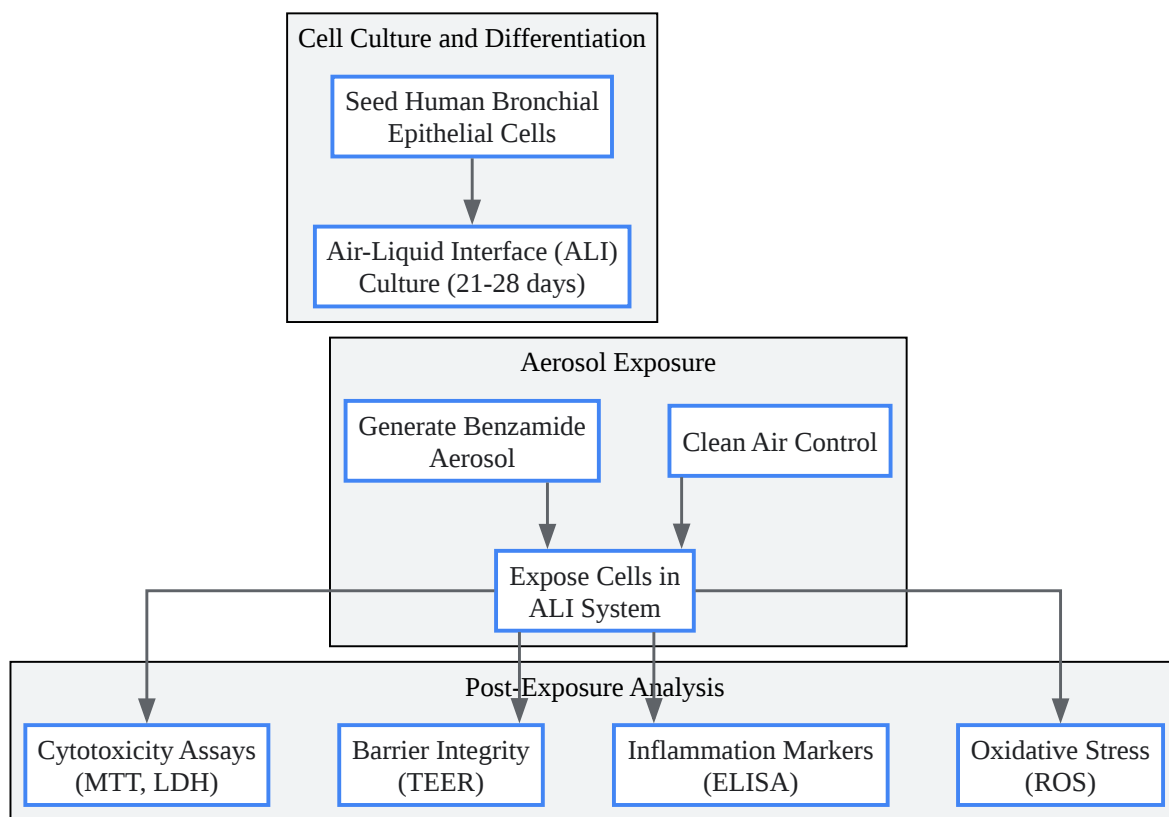 Cell Culture and Differentiation
Seed Human Bronchial
Epithelial Cells
Air-Liquid Interface (ALI)
Culture (21-28 days)
Aerosol Exposure
Generate Benzamide
Aerosol
Clean Air Control
Expose Cells in
ALI System
Post-Exposure Analysis
Cytotoxicity Assays
(MTT, LDH)
Barrier Integrity
(TEER)
Inflammation Markers
(ELISA)
Oxidative Stress
(ROS)